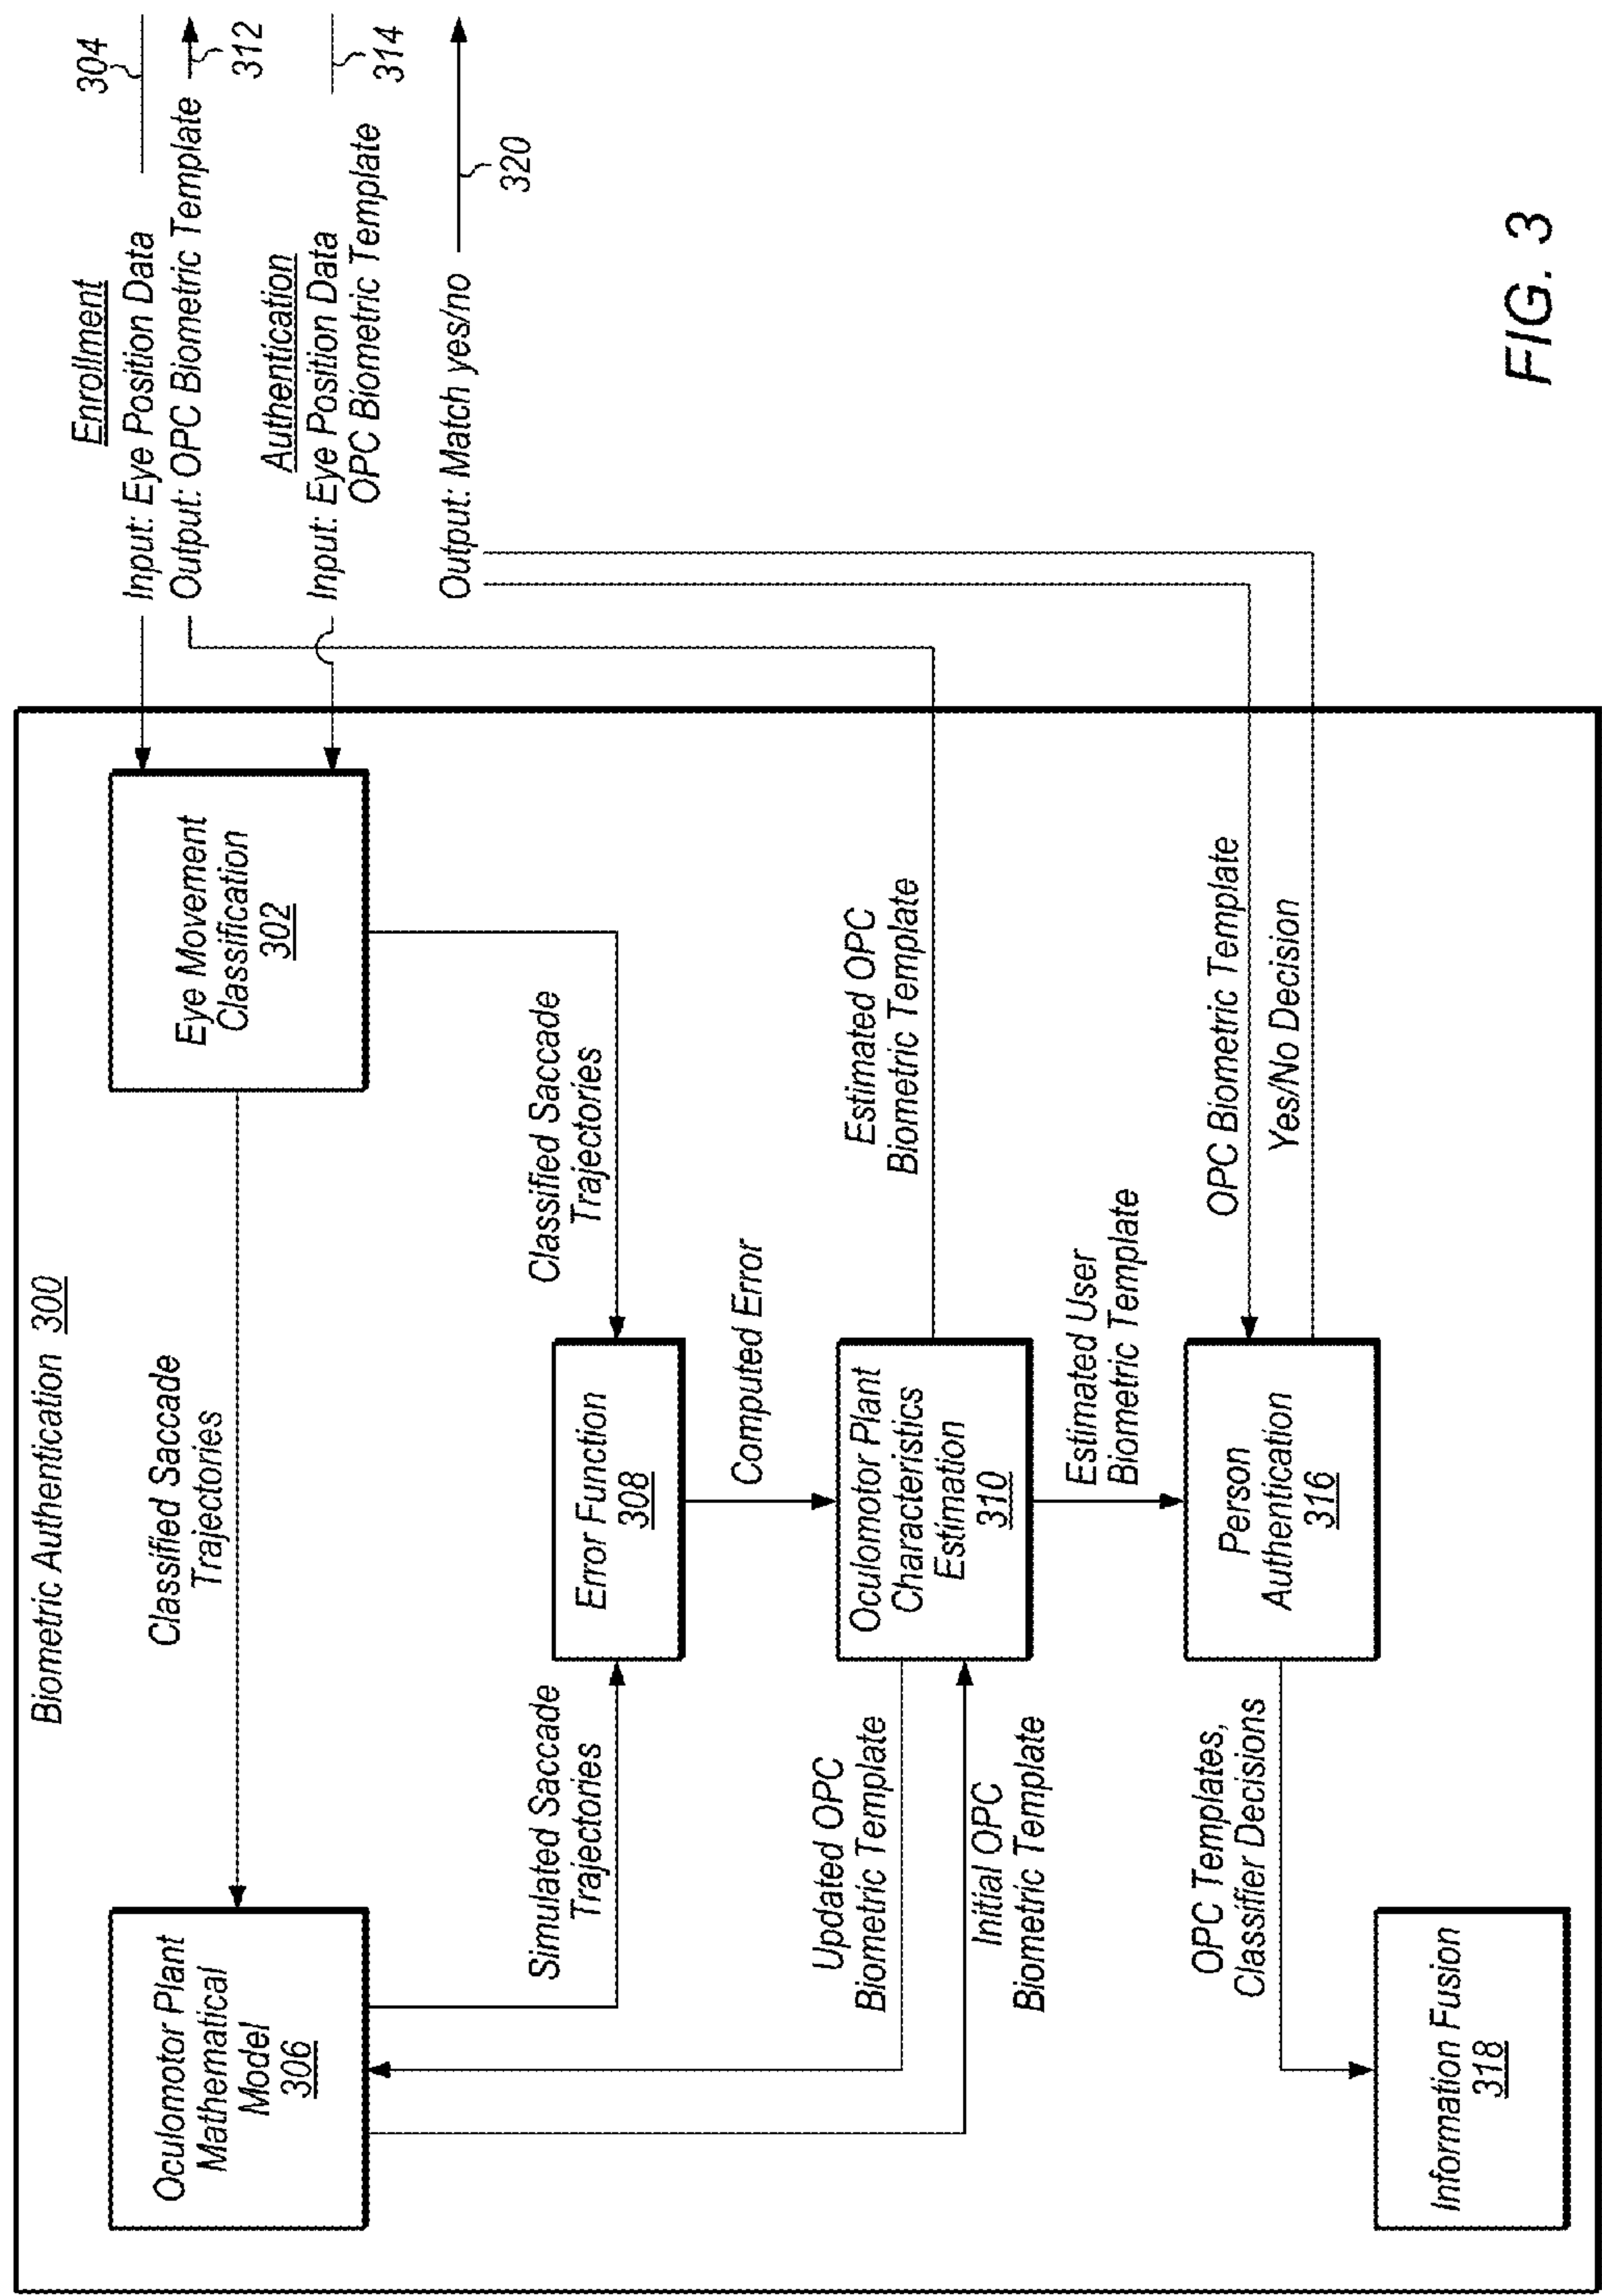 Biometric Authentication 300
Oculomotor Plant
Mathematical
Model
306
Classified Saccade
Trajectories
Eye Movement
Classification
302
Enrollment
Input: Eye Position Data
304
Output: OPC Biometric Template
312
Authentication
Input: Eye Position Data
OPC Biometric Template
314
Output: Match yes/no
320
Simulated Saccade
Trajectories
Error Function
308
Classified Saccade
Trajectories
Computed Error
Updated OPC
Biometric Template
Initial OPC
Biometric Template
Oculomotor Plant
Characteristics
Estimation
310
Estimated OPC
Biometric Template
Estimated User
Biometric Template
OPC Templates,
Classifier Decisions
Person
Authentication
316
OPC Biometric Template
Yes/No Decision
Information Fusion
318
FIG. 3